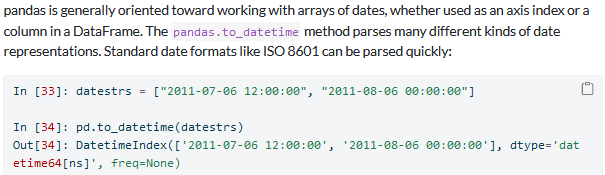 pandas is generally oriented toward working with arrays of dates, whether used as an axis index or a
column in a DataFrame. The pandas.to_datetime method parses many different kinds of date
representations. Standard date formats like ISO 8601 can be parsed quickly:
In [33]: datestrs = ["2011-07-06 12:00:00", "2011-08-06 00:00:00"]
In [34]: pd.to_datetime(datestrs)
Out[34]: DatetimeIndex(['2011-07-06 12:00:00', '2011-08-06 00:00:00'], dtype='dat
etime64[ns]', freq=None)